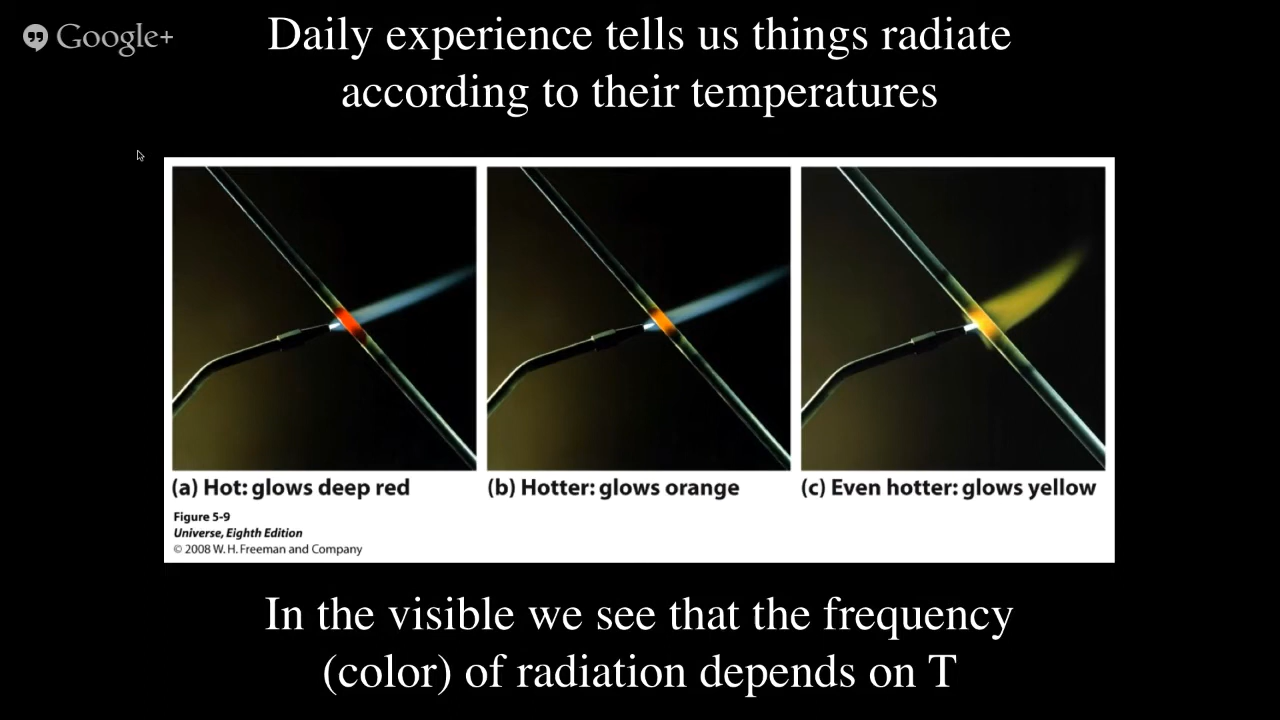 Google+
Daily experience tells us things radiate
according to their temperatures
(a) Hot: glows deep red
(b) Hotter: glows orange
(c) Even hotter: glows yellow
Figure 5-9
Universe, Eighth Edition
© 2008 W. H. Freeman and Company
In the visible we see that the frequency
(color) of radiation depends on T